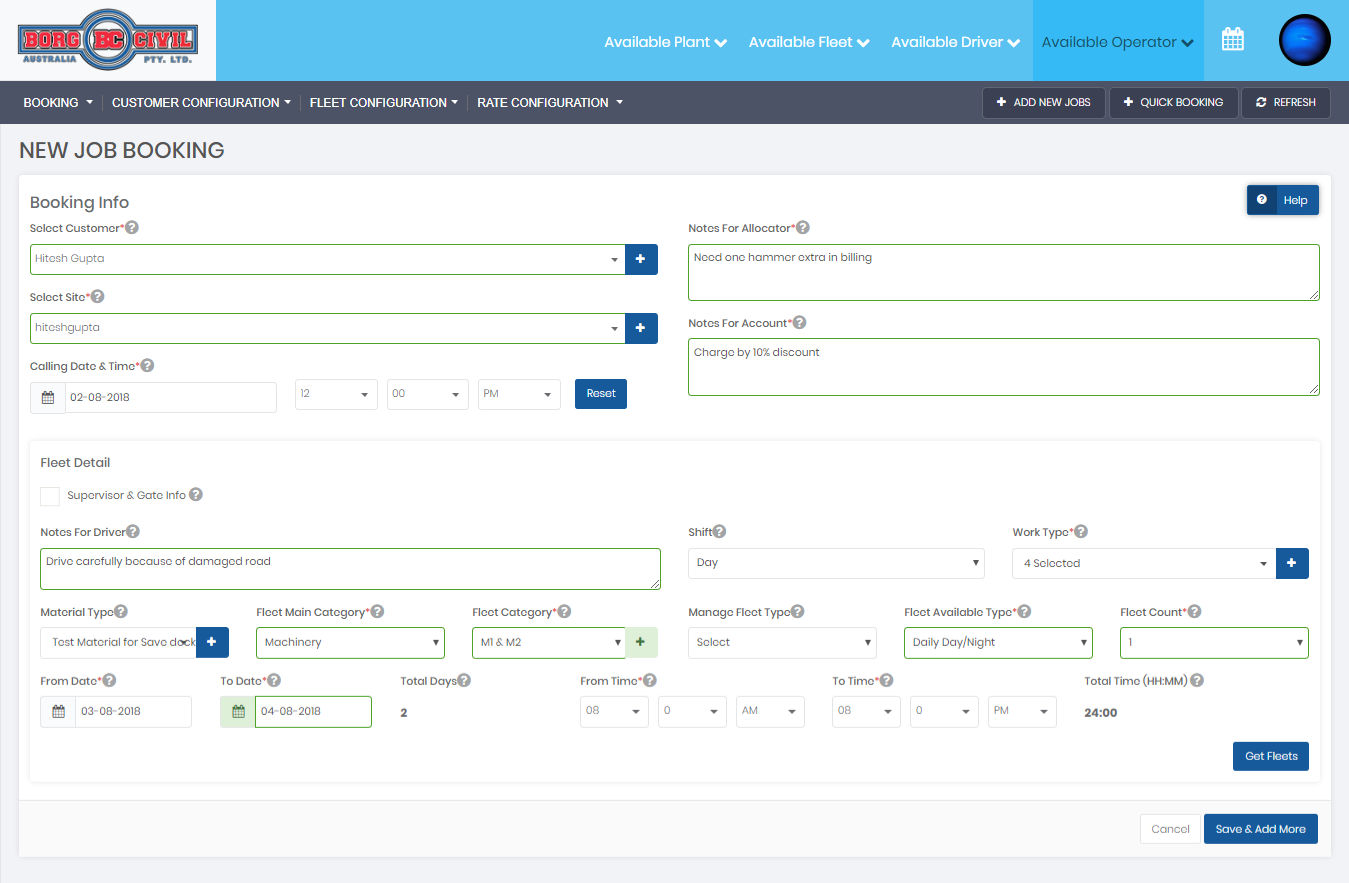 BORG BC CIVIL
AUSTRALIA PTY. LTD.
Available Plant Available Fleet Available Driver Available Operator
BOOKING CUSTOMER CONFIGURATION FLEET CONFIGURATION RATE CONFIGURATION + ADD NEW JOBS + QUICK BOOKING REFRESH
NEW JOB BOOKING
Booking Info
? Help
Select Customer*?
Notes For Allocator*?
Hitesh Gupta +
Need one hammer extra in billing
Select Site*?
hiteshgupta +
Notes For Account*?
Charge by 10% discount
Calling Date & Time*?
02-08-2018 12 00 PM Reset
Fleet Detail
Supervisor & Gate Info ?
Notes For Driver? Shift? Work Type*?
Drive carefully because of damaged road
Day 4 Selected +
Material Type? Fleet Main Category*? Fleet Category*? Manage Fleet Type? Fleet Available Type*? Fleet Count*?
Test Material for Save dock + Machinery M1 & M2 + Select Daily Day/Night 1
From Date*? To Date*? Total Days? From Time*? To Time*? Total Time (HH:MM) ?
03-08-2018 04-08-2018 2 08 0 AM 08 0 PM 24:00
Get Fleets
Cancel Save & Add More